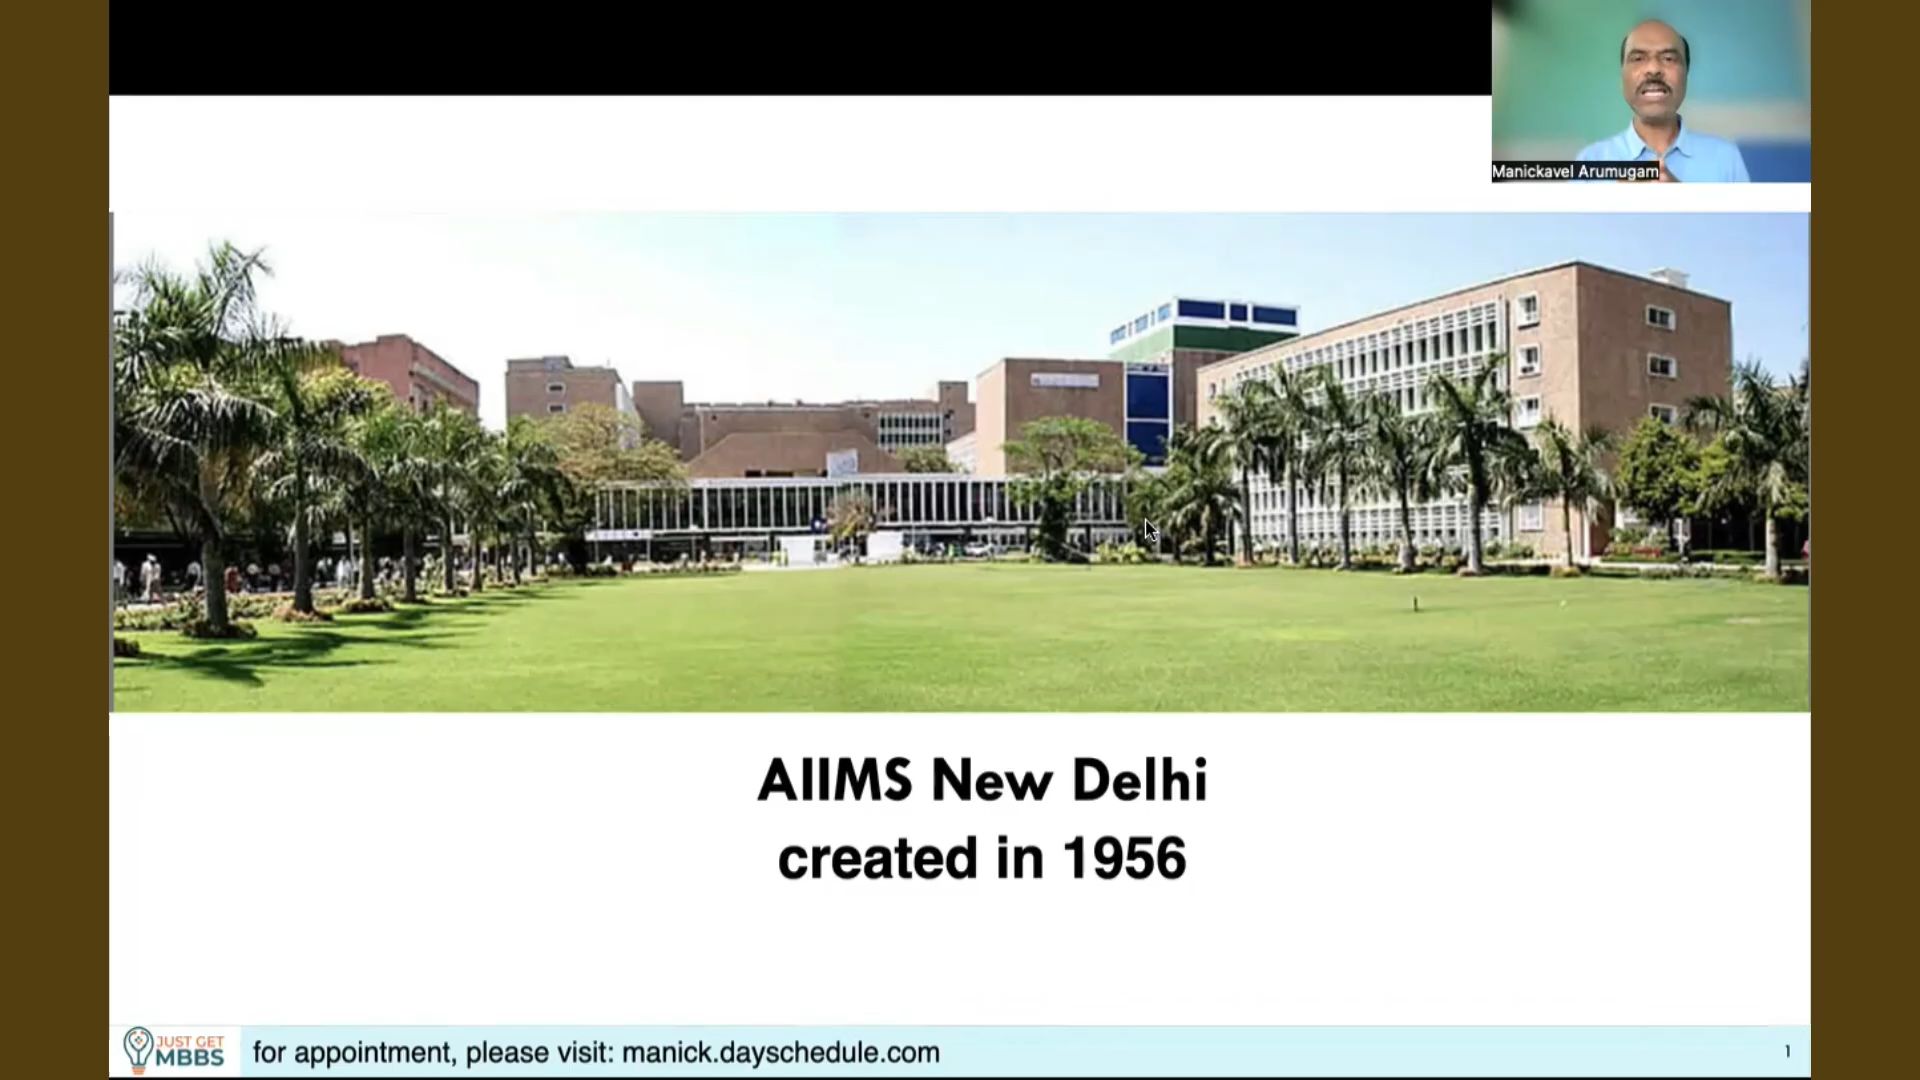 Manickavel Arumugam
AIIMS New Delhi
created in 1956
JUST GET
MBBS
for appointment, please visit: manick.dayschedule.com
1